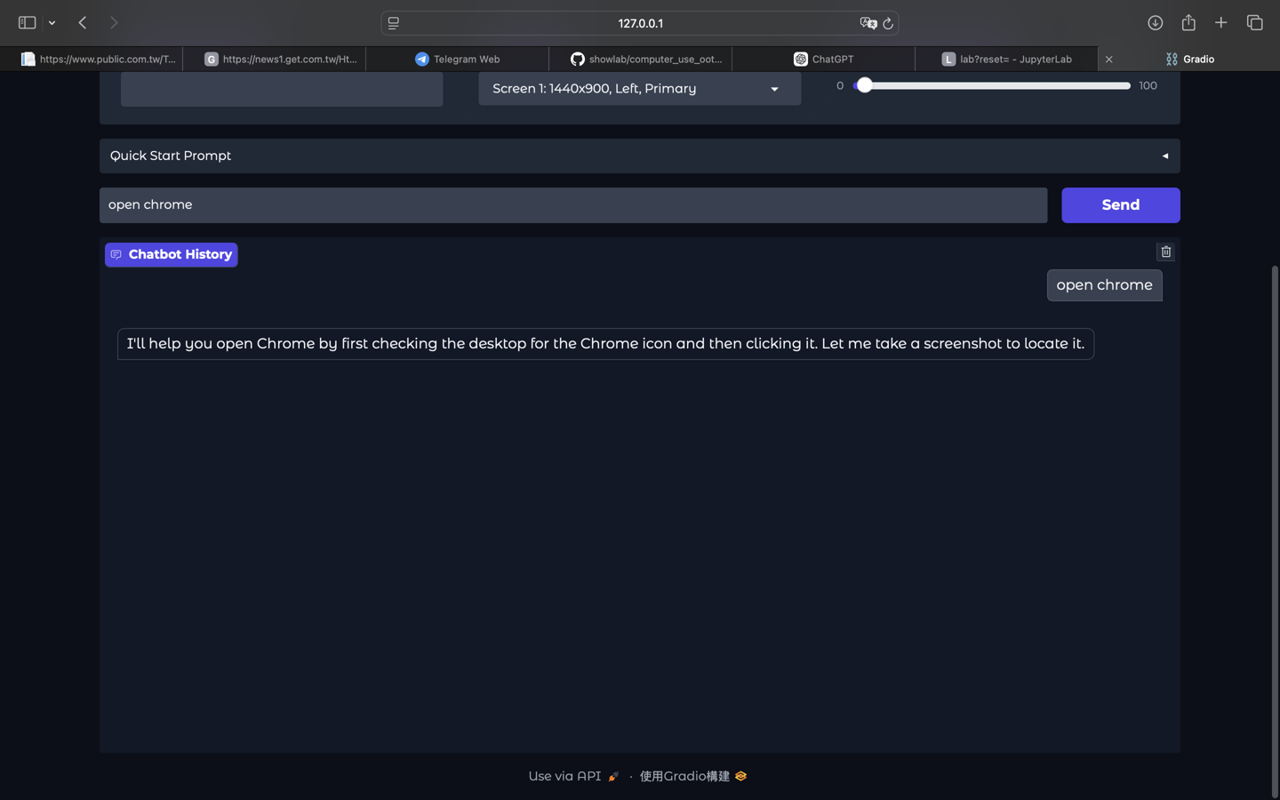 127.0.0.1
https://www.public.com.tw/T...
G https://news1.get.com.tw/Ht...
Telegram Web
showlab/computer_use_oot...
ChatGPT
L lab?reset= - JupyterLab
Gradio
Screen 1: 1440x900, Left, Primary
0
100
Quick Start Prompt
open chrome
Send
Chatbot History
open chrome
I'll help you open Chrome by first checking the desktop for the Chrome icon and then clicking it. Let me take a screenshot to locate it.
Use via API · 使用Gradio構建